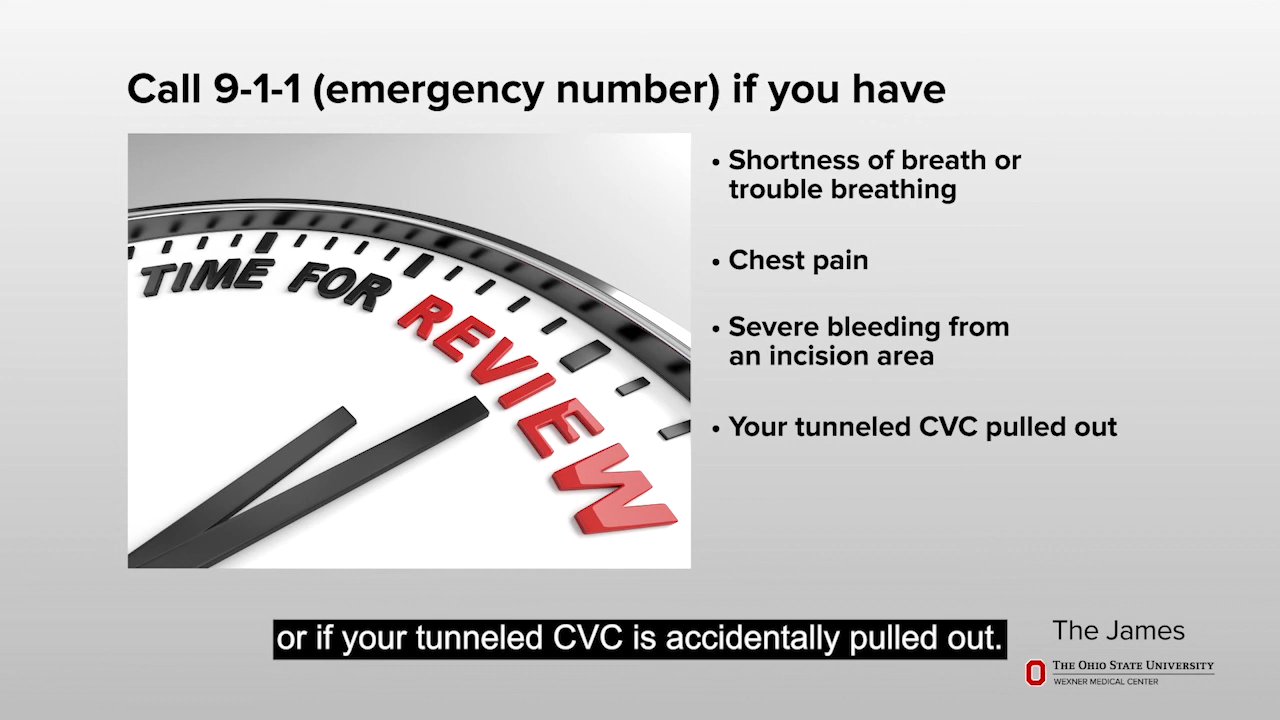 Call 9-1-1 (emergency number) if you have
TIME FOR REVIEW
• Shortness of breath or
trouble breathing
• Chest pain
• Severe bleeding from
an incision area
• Your tunneled CVC pulled out
or if your tunneled CVC is accidentally pulled out.
The James
THE OHIO STATE UNIVERSITY
WEXNER MEDICAL CENTER